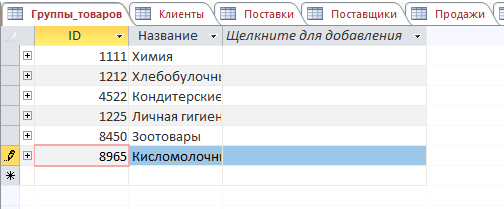 Группы_товаров Клиенты Поставки Поставщики Продажи
ID Название Щелкните для добавления
1111 Химия
1212 Хлебобулочны
4522 Кондитерские
1225 Личная гигиен
8450 Зоотовары
8965 Кисломолочн